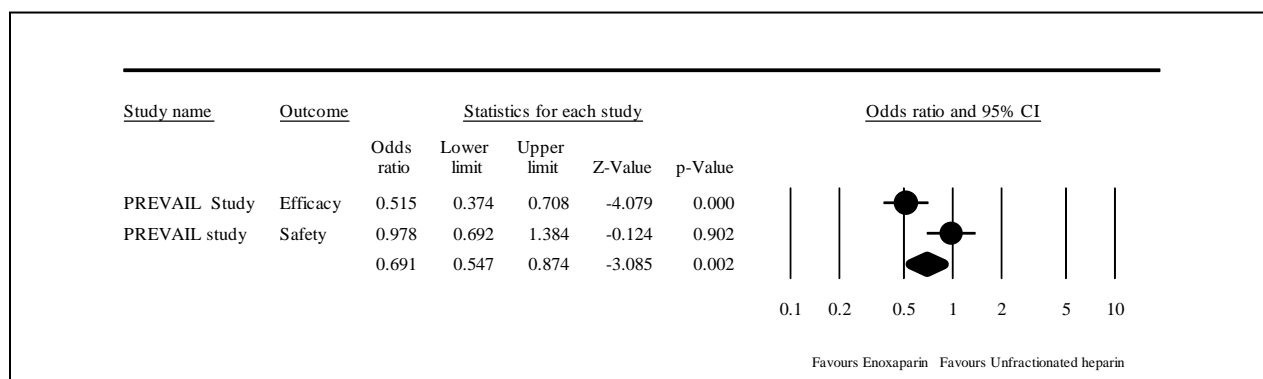 Study name Outcome Statistics for each study Odds ratio and 95% CI
Odds Lower Upper
ratio limit limit Z-Value p-Value
PREVAIL Study Efficacy 0.515 0.374 0.708 -4.079 0.000
PREVAIL study Safety 0.978 0.692 1.384 -0.124 0.902
0.691 0.547 0.874 -3.085 0.002
0.1 0.2 0.5 1 2 5 10
Favours Enoxaparin Favours Unfractionated heparin